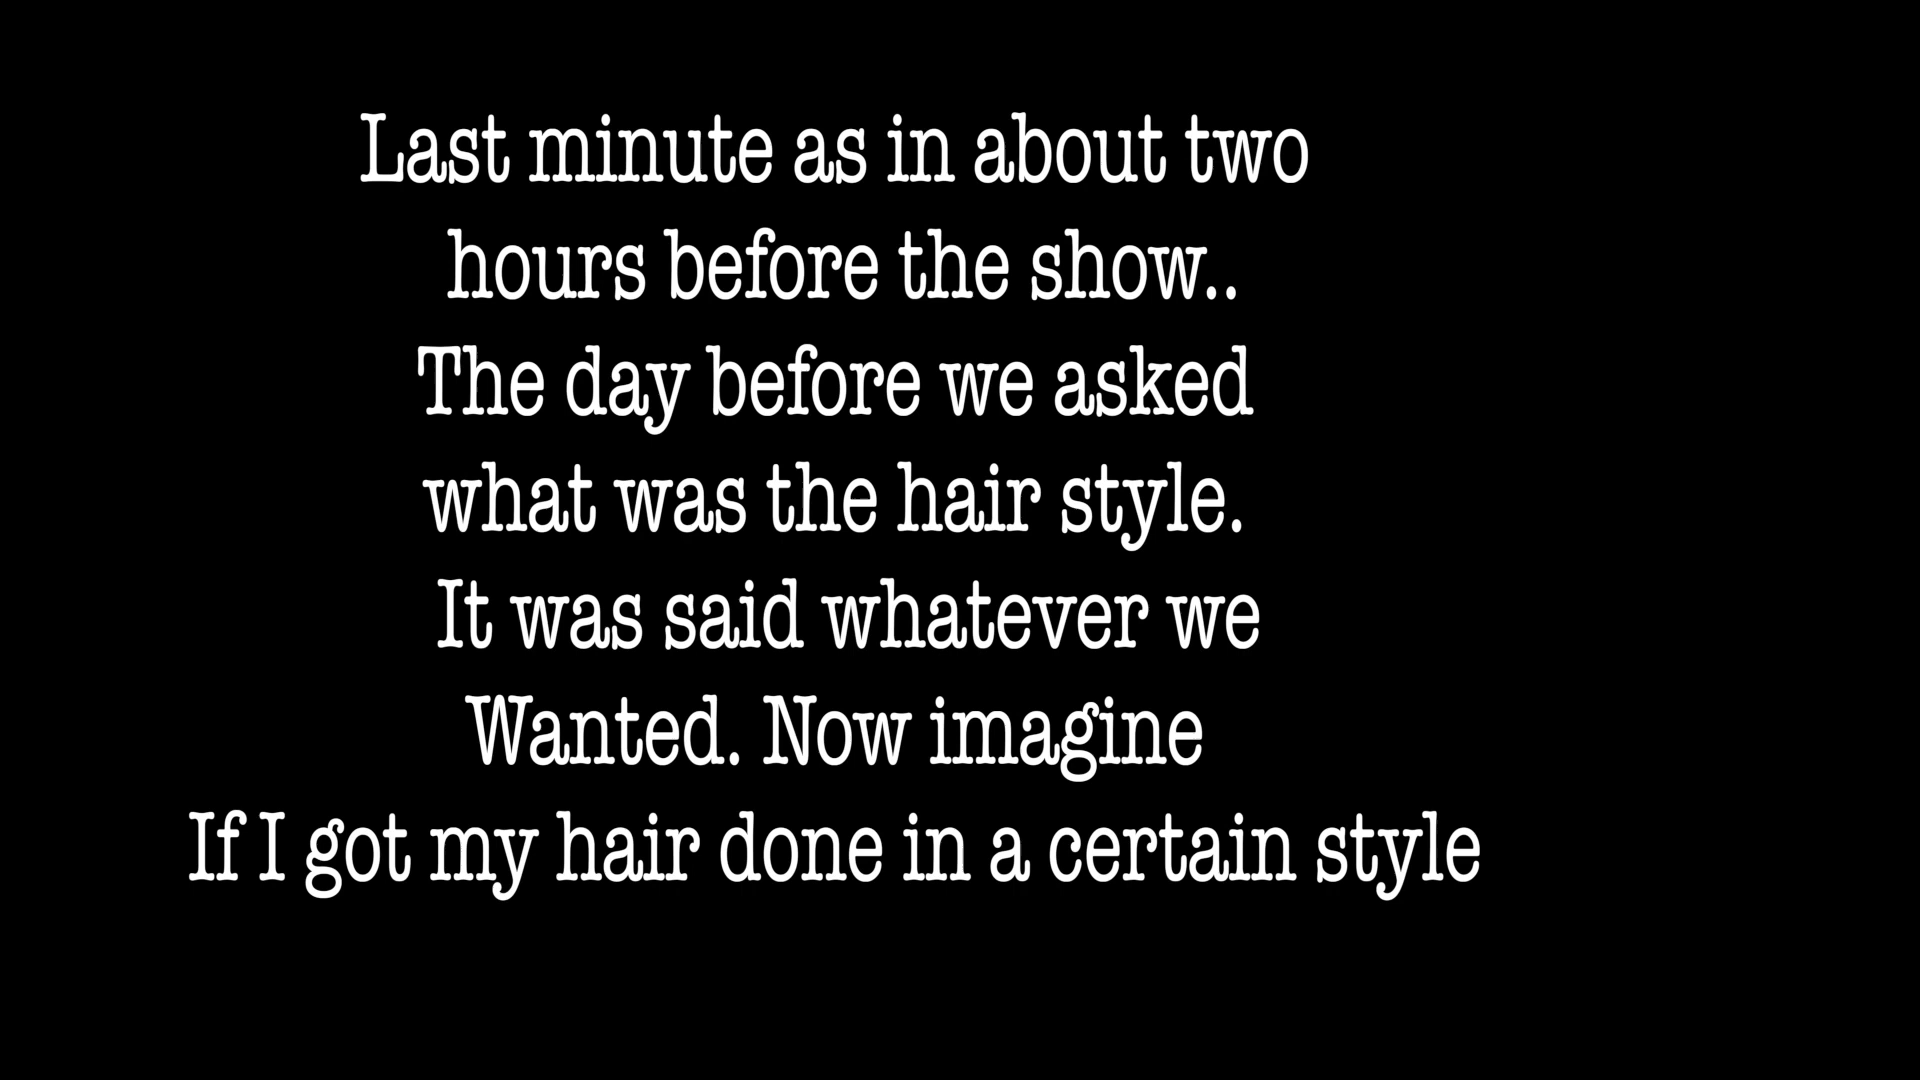 Last minute as in about two
hours before the show..
The day before we asked
what was the hair style.
It was said whatever we
Wanted. Now imagine
If I got my hair done in a certain style